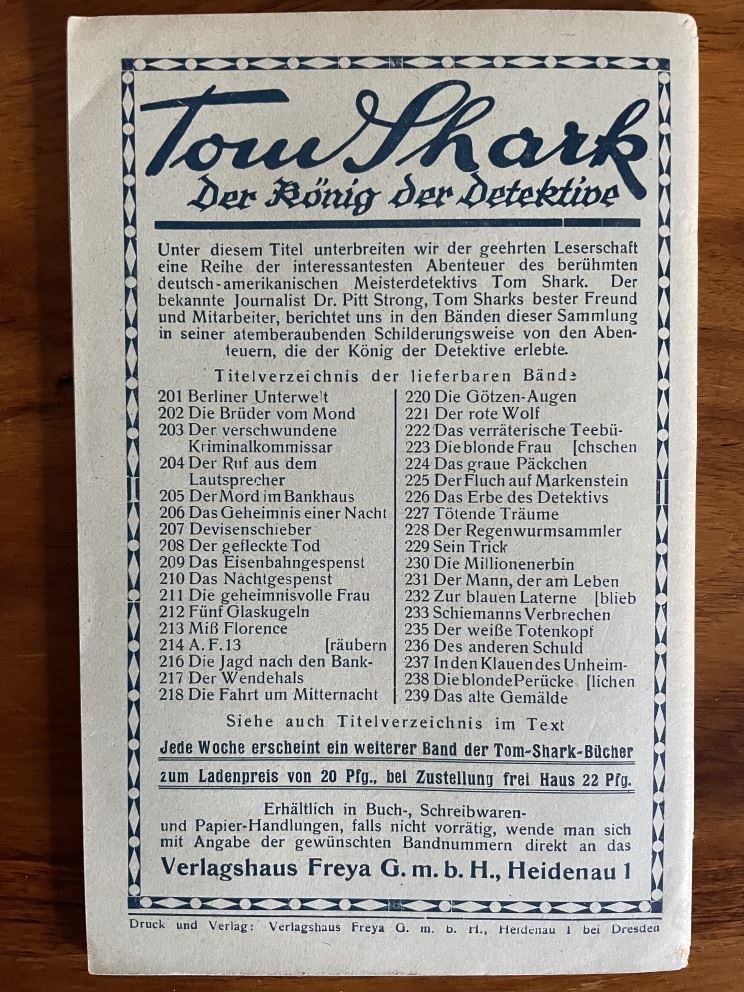 Tom Shark
Der König der Detektive
Unter diesem Titel unterbreiten wir der geehrten Leserschaft
eine Reihe der interessantesten Abenteuer des berühmten
deutsch-amerikanischen Meisterdetektivs Tom Shark. Der
bekannte Journalist Dr. Pitt Strong, Tom Sharks bester Freund
und Mitarbeiter, berichtet uns in den Bänden dieser Sammlung
in seiner atemberaubenden Schilderungsweise von den Aben-
teuern, die der König der Detektive erlebte.
Titelverzeichnis der lieferbaren Bände
201 Berliner Unterwelt
202 Die Brüder vom Mond
203 Der verschwundene
Kriminalkommissar
204 Der Ruf aus dem
Lautsprecher
205 Der Mord im Bankhaus
206 Das Geheimnis einer Nacht
207 Devisenschieber
208 Der gefleckte Tod
209 Das Eisenbahngespenst
210 Das Nachtgespenst
211 Die geheimnisvolle Frau
212 Fünf Glaskugeln
213 Miß Florence
214 A. F. 13 [räubern
216 Die Jagd nach den Bank-
217 Der Wendehals
218 Die Fahrt um Mitternacht
220 Die Götzen-Augen
221 Der rote Wolf
222 Das verräterische Teebü-
223 Die blonde Frau [chschen
224 Das graue Päckchen
225 Der Fluch auf Markenstein
226 Das Erbe des Detektivs
227 Tötende Träume
228 Der Regenwurmsammler
229 Sein Trick
230 Die Millionenerbin
231 Der Mann, der am Leben
232 Zur blauen Laterne [blieb
233 Schiemanns Verbrechen
235 Der weiße Totenkopf
236 Des anderen Schuld
237 In den Klauen des Unheim-
238 Die blonde Perücke [lichen
239 Das alte Gemälde
Siehe auch Titelverzeichnis im Text
Jede Woche erscheint ein weiterer Band der Tom-Shark-Bücher
zum Ladenpreis von 20 Pfg., bei Zustellung frei Haus 22 Pfg.
Erhältlich in Buch-, Schreibwaren-
und Papier-Handlungen, falls nicht vorrätig, wende man sich
mit Angabe der gewünschten Bandnummern direkt an das
Verlagshaus Freya G. m. b. H., Heidenau 1
Druck und Verlag: Verlagshaus Freya G. m. b. H., Heidenau 1 bei Dresden